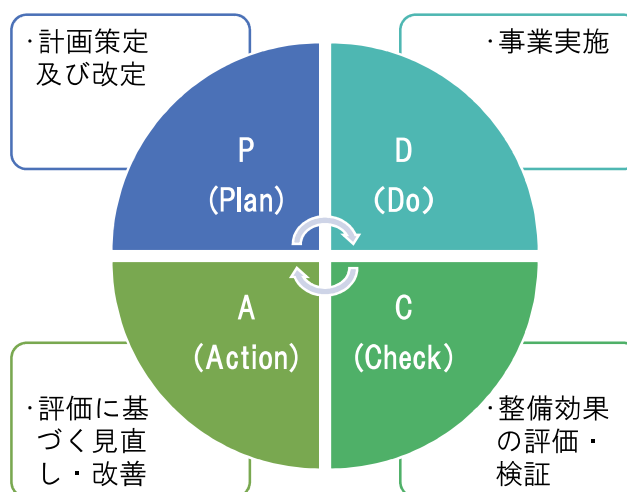 ・計画策定
及び改定
・事業実施
P
(Plan)
D
(Do)
A
(Action)
C
(Check)
・評価に基
づく見直
し・改善
・整備効果
の評価・
検証